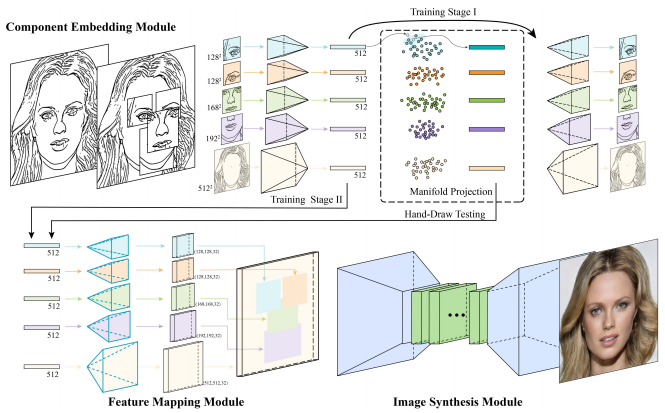 Training Stage I
Component Embedding Module
128²
512
128²
512
168²
512
192²
512
512²
512
Manifold Projection
Training Stage II
Hand-Draw Testing
512
(128,128,32)
512
(128,128,32)
512
(168,168,32)
512
(192,192,32)
512
(512,512,32)
Feature Mapping Module
Image Synthesis Module